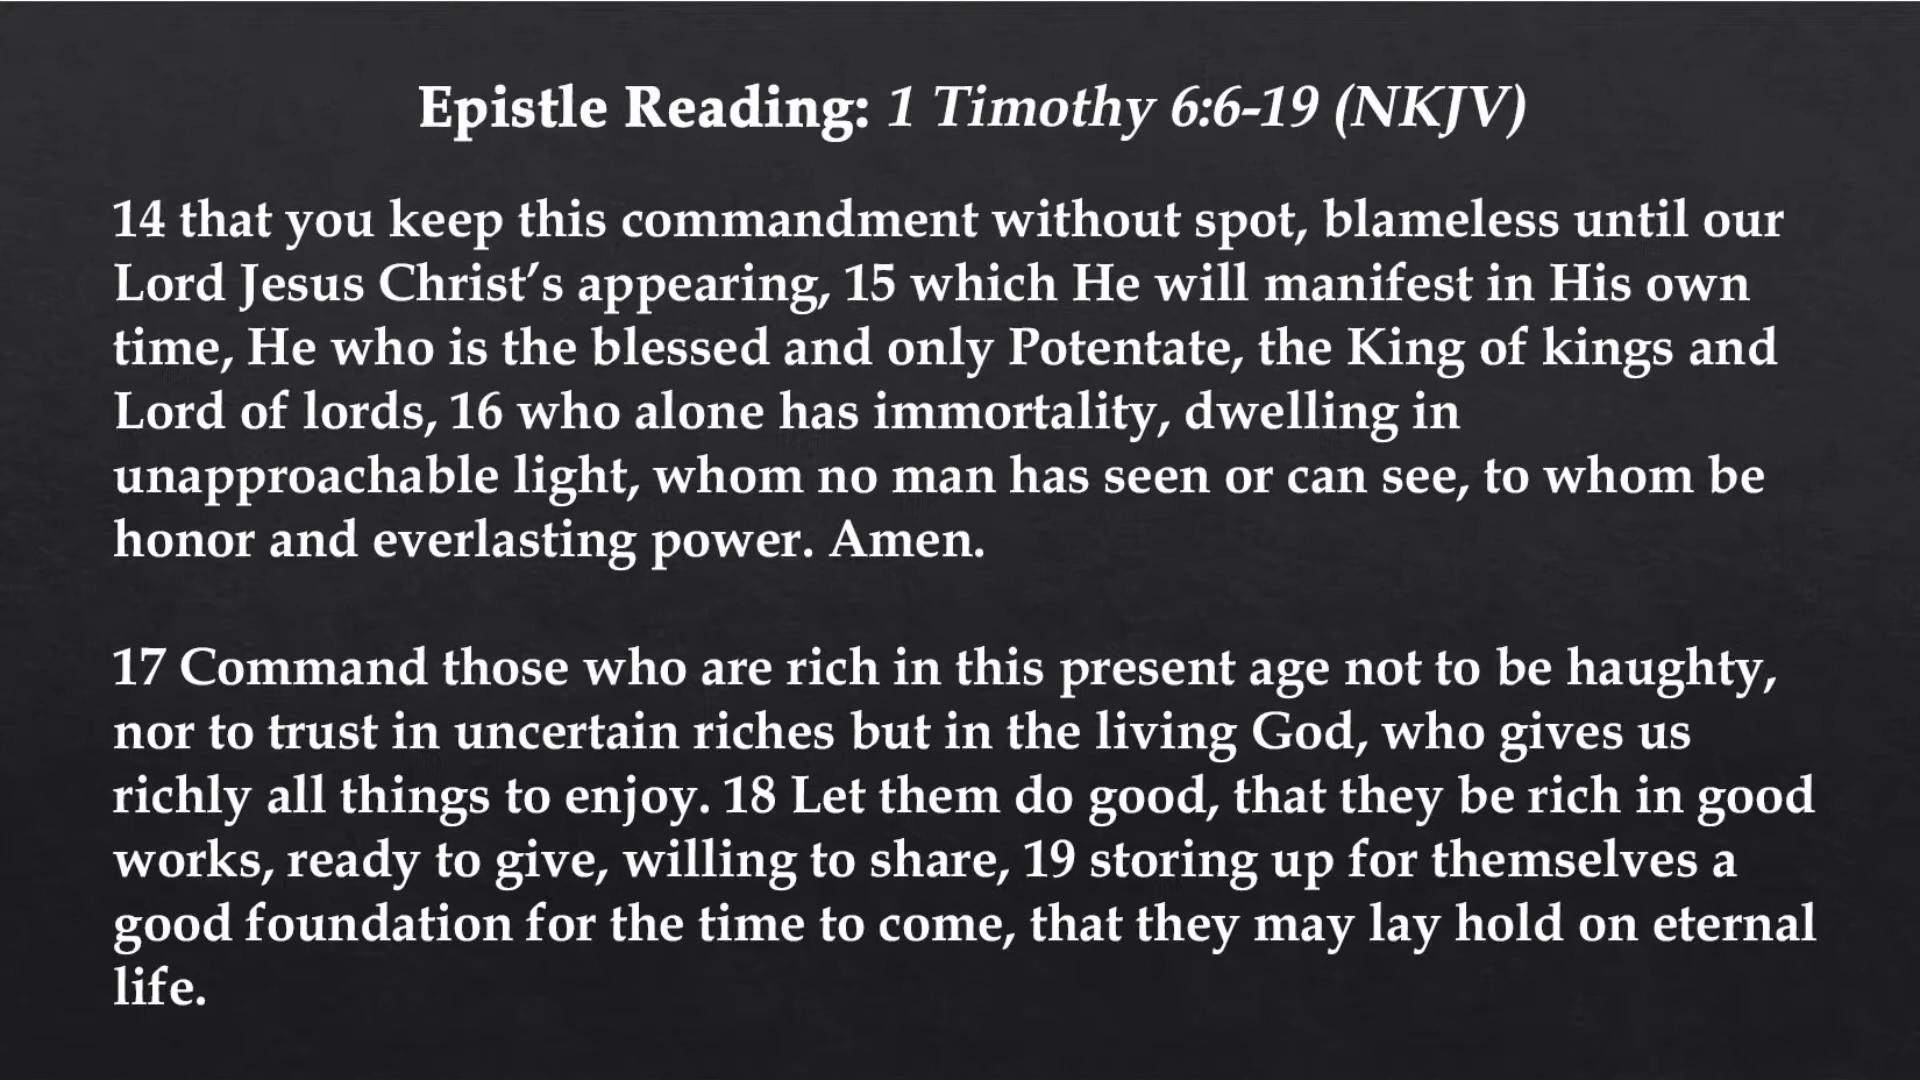 Epistle Reading: 1 Timothy 6:6-19 (NKJV)
14 that you keep this commandment without spot, blameless until our
Lord Jesus Christ’s appearing, 15 which He will manifest in His own
time, He who is the blessed and only Potentate, the King of kings and
Lord of lords, 16 who alone has immortality, dwelling in
unapproachable light, whom no man has seen or can see, to whom be
honor and everlasting power. Amen.
17 Command those who are rich in this present age not to be haughty,
nor to trust in uncertain riches but in the living God, who gives us
richly all things to enjoy. 18 Let them do good, that they be rich in good
works, ready to give, willing to share, 19 storing up for themselves a
good foundation for the time to come, that they may lay hold on eternal
life.